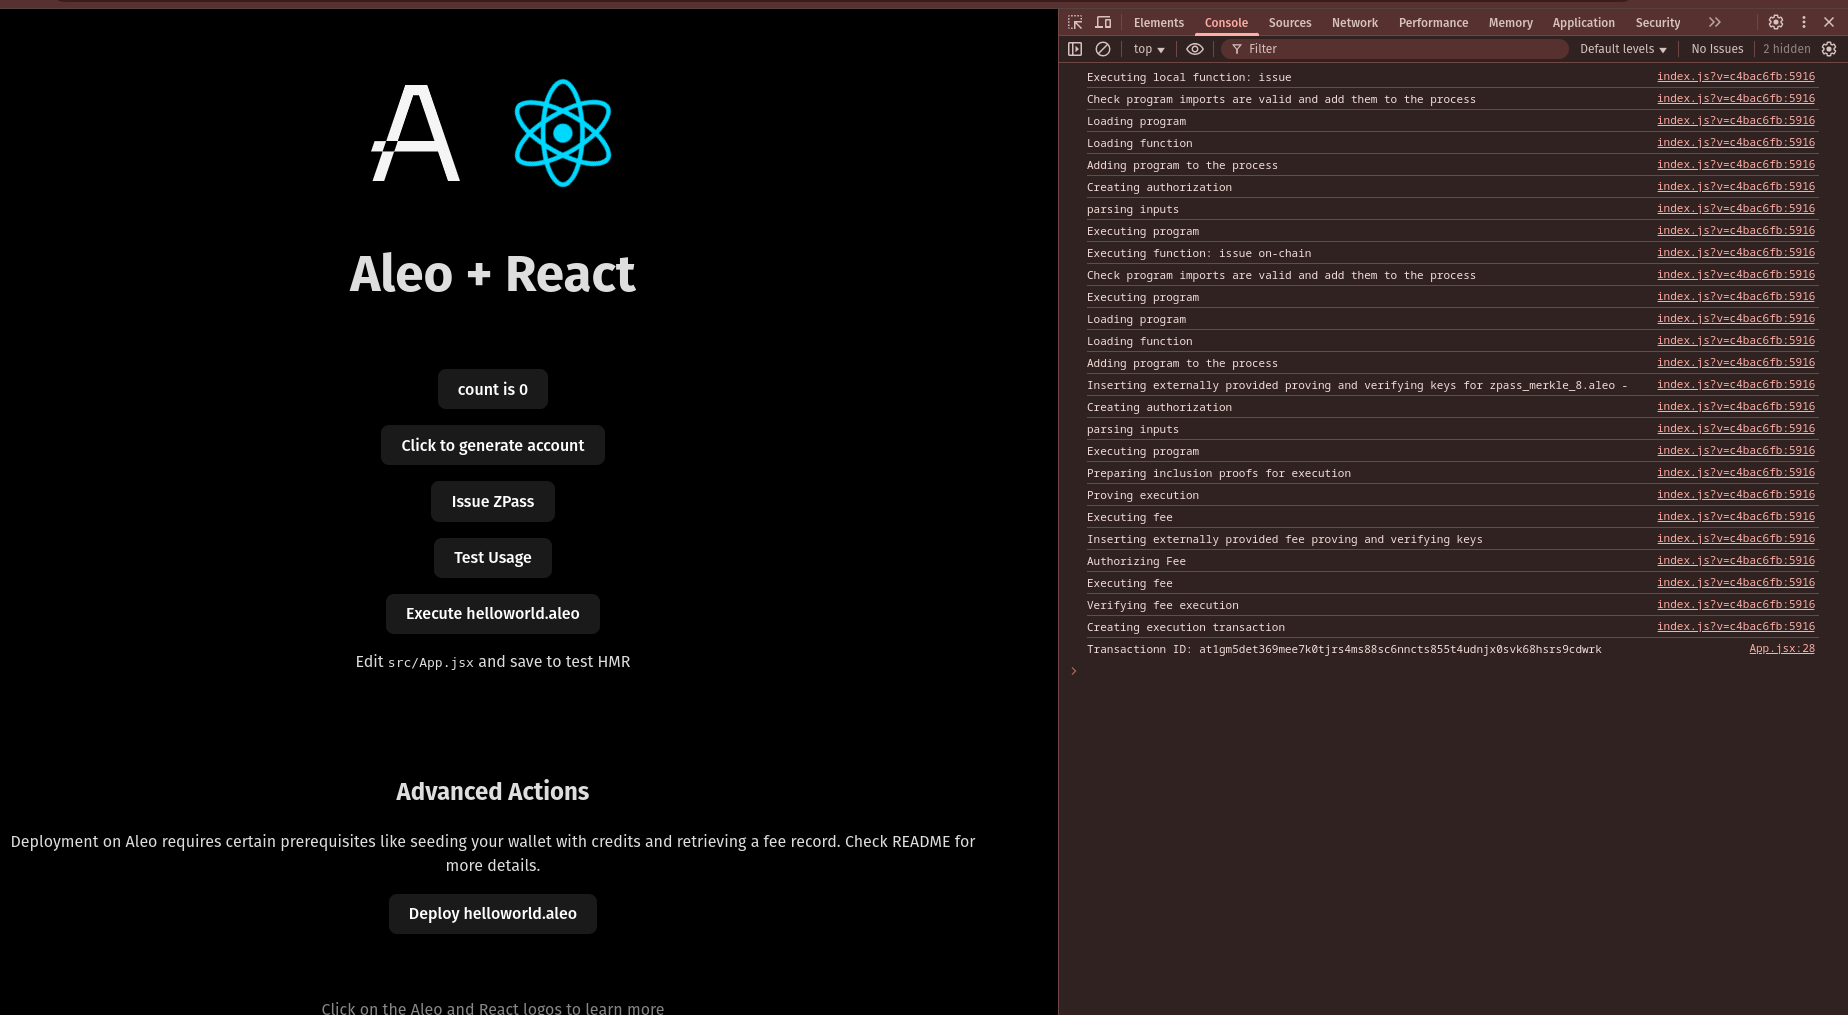 Aleo + React
count is 0
Click to generate account
Issue ZPass
Test Usage
Execute helloworld.aleo
Edit src/App.jsx and save to test HMR
Advanced Actions
Deployment on Aleo requires certain prerequisites like seeding your wallet with credits and retrieving a fee record. Check README for
more details.
Deploy helloworld.aleo
Click on the Aleo and React logos to learn more
Elements Console Sources Network Performance Memory Application Security
top Filter Default levels No Issues 2 hidden
Executing local function: issue index.js?v=c4bac6fb:5916
Check program imports are valid and add them to the process index.js?v=c4bac6fb:5916
Loading program index.js?v=c4bac6fb:5916
Loading function index.js?v=c4bac6fb:5916
Adding program to the process index.js?v=c4bac6fb:5916
Creating authorization index.js?v=c4bac6fb:5916
parsing inputs index.js?v=c4bac6fb:5916
Executing program index.js?v=c4bac6fb:5916
Executing function: issue on-chain index.js?v=c4bac6fb:5916
Check program imports are valid and add them to the process index.js?v=c4bac6fb:5916
Executing program index.js?v=c4bac6fb:5916
Loading program index.js?v=c4bac6fb:5916
Loading function index.js?v=c4bac6fb:5916
Adding program to the process index.js?v=c4bac6fb:5916
Inserting externally provided proving and verifying keys for zpass_merkle_8.aleo - index.js?v=c4bac6fb:5916
Creating authorization index.js?v=c4bac6fb:5916
parsing inputs index.js?v=c4bac6fb:5916
Executing program index.js?v=c4bac6fb:5916
Preparing inclusion proofs for execution index.js?v=c4bac6fb:5916
Proving execution index.js?v=c4bac6fb:5916
Executing fee index.js?v=c4bac6fb:5916
Inserting externally provided fee proving and verifying keys index.js?v=c4bac6fb:5916
Authorizing Fee index.js?v=c4bac6fb:5916
Executing fee index.js?v=c4bac6fb:5916
Verifying fee execution index.js?v=c4bac6fb:5916
Creating execution transaction index.js?v=c4bac6fb:5916
Transactionn ID: at1gm5det369mee7k0tjrs4ms88sc6nncts855t4udnjx0svk68hsrs9cdwrk App.jsx:28